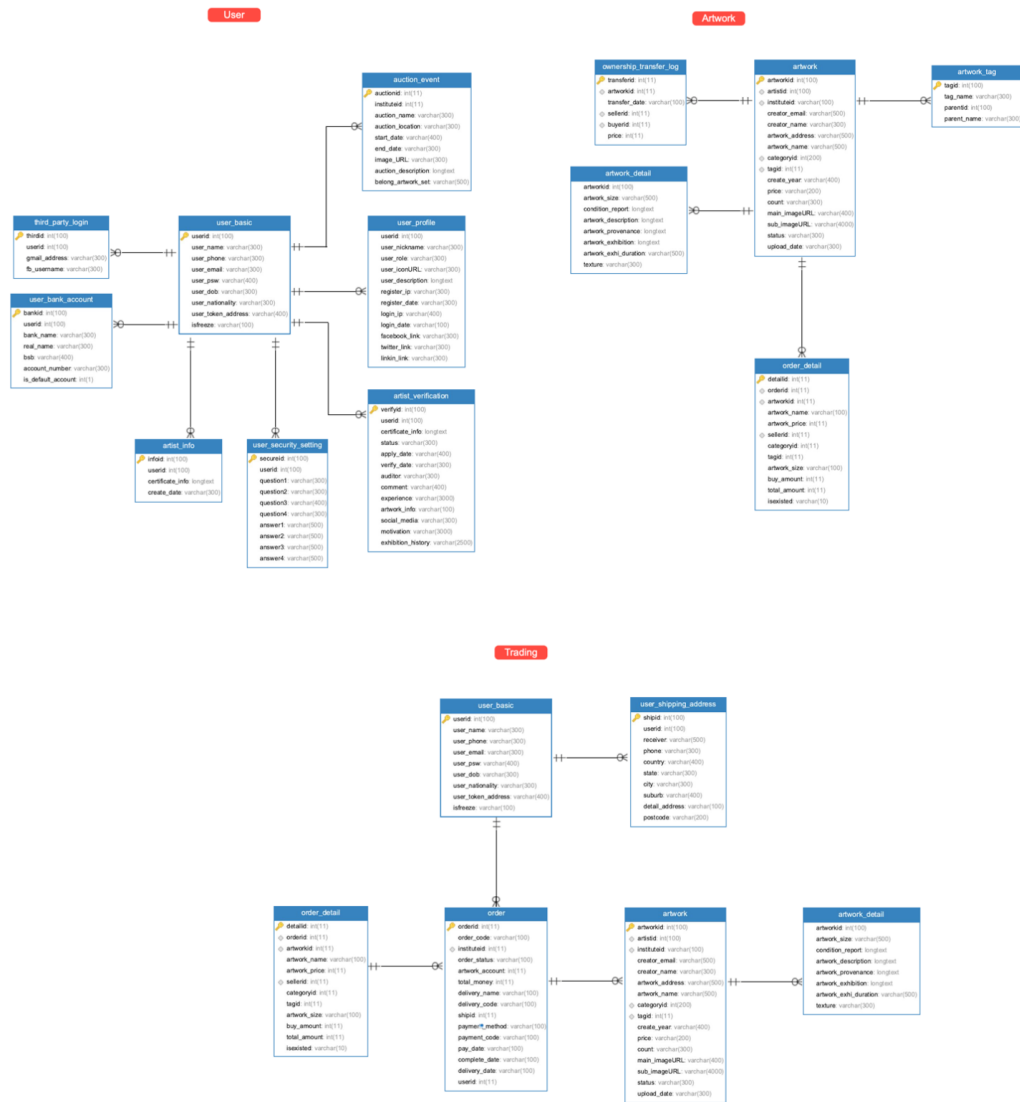 User
auction_event
auctionid: int(11)
instituteid: int(11)
auction_name: varchar(300)
auction_location: varchar(300)
start_date: varchar(400)
end_date: varchar(300)
image_URL: varchar(300)
auction_description: longtext
belong_artwork_set: varchar(500)
third_party_login
thirdid: int(100)
userid: int(100)
gmail_address: varchar(300)
fb_username: varchar(300)
user_basic
userid: int(100)
user_name: varchar(300)
user_phone: varchar(300)
user_email: varchar(300)
user_psw: varchar(400)
user_dob: varchar(300)
user_nationality: varchar(300)
user_token_address: varchar(400)
isfreeze: varchar(100)
user_profile
userid: int(100)
user_nickname: varchar(300)
user_role: varchar(300)
user_iconURL: varchar(300)
user_description: longtext
register_ip: varchar(300)
register_date: varchar(300)
login_ip: varchar(400)
login_date: varchar(100)
facebook_link: varchar(300)
twitter_link: varchar(300)
linkin_link: varchar(300)
user_bank_account
bankid: int(100)
userid: int(100)
bank_name: varchar(300)
real_name: varchar(300)
bsb: varchar(400)
account_number: varchar(300)
is_default_account: int(1)
artist_verification
verifyid: int(100)
userid: int(100)
certificate_info: longtext
status: varchar(300)
apply_date: varchar(400)
verify_date: varchar(300)
auditor: varchar(300)
comment: varchar(400)
experience: varchar(3000)
artwork_info: varchar(100)
social_media: varchar(300)
motivation: varchar(3000)
exhibition_history: varchar(2500)
artist_info
infoid: int(100)
userid: int(100)
certificate_info: longtext
create_date: varchar(300)
user_security_setting
secureid: int(100)
userid: int(100)
question1: varchar(300)
question2: varchar(300)
question3: varchar(400)
question4: varchar(300)
answer1: varchar(500)
answer2: varchar(500)
answer3: varchar(500)
answer4: varchar(500)
Artwork
ownership_transfer_log
transferid: int(11)
artworkid: int(11)
transfer_date: varchar(100)
sellerid: int(11)
buyerid: int(11)
price: int(11)
artwork
artworkid: int(100)
artistid: int(100)
instituteid: varchar(100)
creator_email: varchar(500)
creator_name: varchar(300)
artwork_address: varchar(500)
artwork_name: varchar(500)
categoryid: int(200)
tagid: int(11)
create_year: varchar(400)
price: varchar(200)
count: varchar(300)
main_imageURL: varchar(400)
sub_imageURL: varchar(4000)
status: varchar(300)
upload_date: varchar(300)
artwork_tag
tagid: int(100)
tag_name: varchar(300)
parentid: int(100)
parent_name: varchar(300)
artwork_detail
artworkid: int(100)
artwork_size: varchar(500)
condition_report: longtext
artwork_description: longtext
artwork_provenance: longtext
artwork_exhibition: longtext
artwork_exhi_duration: varchar(500)
texture: varchar(300)
order_detail
detailid: int(11)
orderid: int(11)
artworkid: int(11)
artwork_name: varchar(100)
artwork_price: int(11)
sellerid: int(11)
categoryid: int(11)
tagid: int(11)
artwork_size: varchar(100)
buy_amount: int(11)
total_amount: int(11)
isexisted: varchar(10)
Trading
user_basic
userid: int(100)
user_name: varchar(300)
user_phone: varchar(300)
user_email: varchar(300)
user_psw: varchar(400)
user_dob: varchar(300)
user_nationality: varchar(300)
user_token_address: varchar(400)
isfreeze: varchar(100)
user_shipping_address
shipid: int(100)
userid: int(100)
receiver: varchar(500)
phone: varchar(300)
country: varchar(400)
state: varchar(300)
city: varchar(300)
suburb: varchar(400)
detail_address: varchar(100)
postcode: varchar(200)
order_detail
detailid: int(11)
orderid: int(11)
artworkid: int(11)
artwork_name: varchar(100)
artwork_price: int(11)
sellerid: int(11)
categoryid: int(11)
tagid: int(11)
artwork_size: varchar(100)
buy_amount: int(11)
total_amount: int(11)
isexisted: varchar(10)
order
orderid: int(11)
order_code: varchar(100)
instituteid: int(11)
order_status: varchar(100)
artwork_account: int(11)
total_money: int(11)
delivery_name: varchar(100)
delivery_code: varchar(100)
shipid: int(11)
payment_method: varchar(100)
payment_code: varchar(100)
pay_date: varchar(100)
complete_date: varchar(100)
delivery_date: varchar(100)
userid: int(11)
artwork
artworkid: int(100)
artistid: int(100)
instituteid: varchar(100)
creator_email: varchar(500)
creator_name: varchar(300)
artwork_address: varchar(500)
artwork_name: varchar(500)
categoryid: int(200)
tagid: int(11)
create_year: varchar(400)
price: varchar(200)
count: varchar(300)
main_imageURL: varchar(400)
sub_imageURL: varchar(4000)
status: varchar(300)
upload_date: varchar(300)
artwork_detail
artworkid: int(100)
artwork_size: varchar(500)
condition_report: longtext
artwork_description: longtext
artwork_provenance: longtext
artwork_exhibition: longtext
artwork_exhi_duration: varchar(500)
texture: varchar(300)